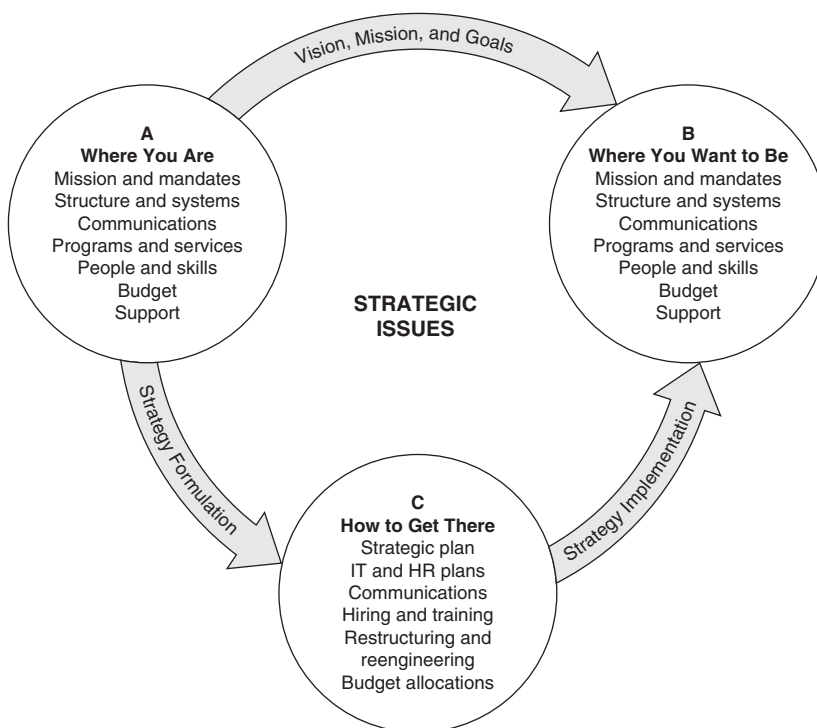 Vision, Mission, and Goals
A
Where You Are
Mission and mandates
Structure and systems
Communications
Programs and services
People and skills
Budget
Support
B
Where You Want to Be
Mission and mandates
Structure and systems
Communications
Programs and services
People and skills
Budget
Support
STRATEGIC
ISSUES
Strategy Formulation
Strategy Implementation
C
How to Get There
Strategic plan
IT and HR plans
Communications
Hiring and training
Restructuring and
reengineering
Budget allocations